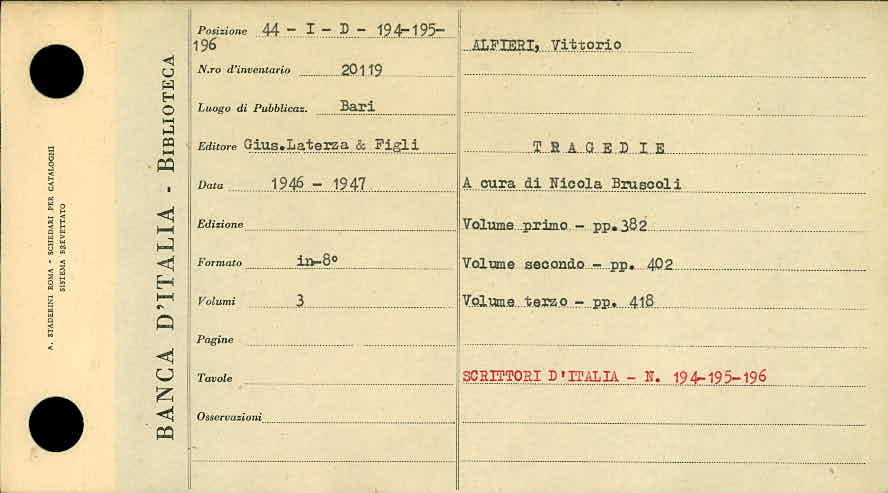 A. STADERINI ROMA - SCHEDARI PER CATALOGHI
SISTEMA BREVETTATO
BANCA D'ITALIA - BIBLIOTECA
Posizione 44 - I - D - 194-195-
196
N.ro d'inventario 20119
Luogo di Pubblicaz. Bari
Editore Gius.Laterza & Figli
Data 1946 - 1947
Edizione
Formato in-8°
Volumi 3
Pagine
Tavole
Osservazioni
ALFIERI, Vittorio
T R A G E D I E
A cura di Nicola Bruscoli
Volume primo - pp.382
Volume secondo - pp. 402
Volume terzo - pp. 418
SCRITTORI D'ITALIA - N. 194-195-196